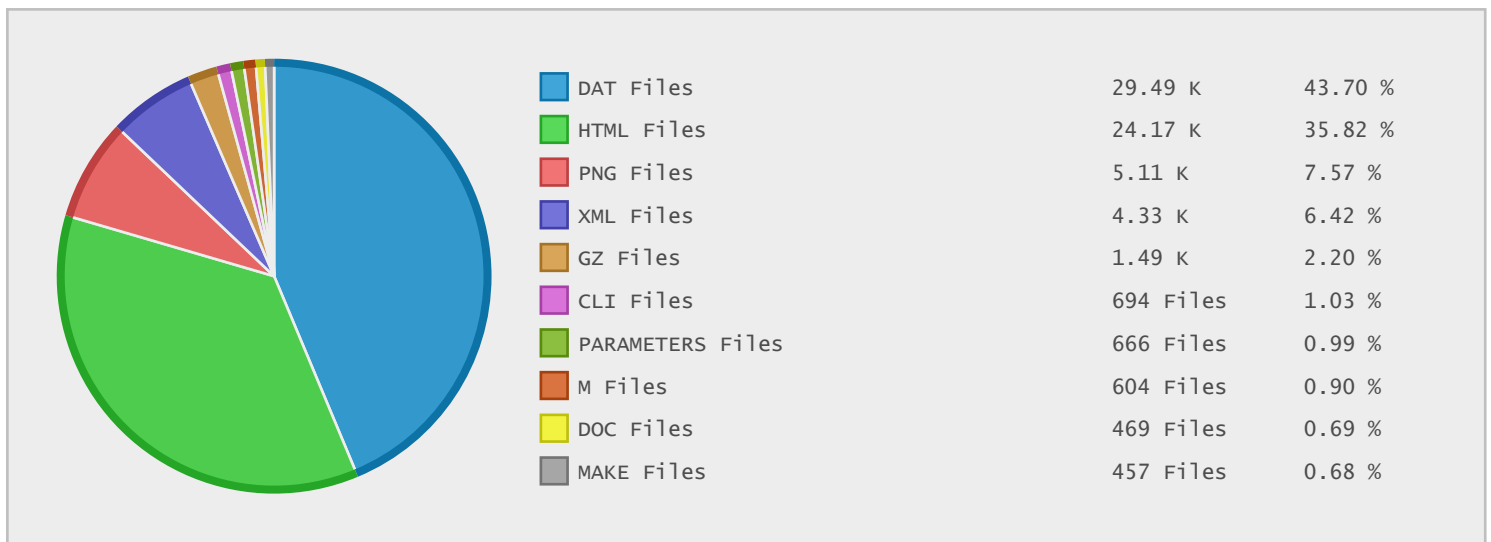 DAT Files 29.49 K 43.70 %
HTML Files 24.17 K 35.82 %
PNG Files 5.11 K 7.57 %
XML Files 4.33 K 6.42 %
GZ Files 1.49 K 2.20 %
CLI Files 694 Files 1.03 %
PARAMETERS Files 666 Files 0.99 %
M Files 604 Files 0.90 %
DOC Files 469 Files 0.69 %
MAKE Files 457 Files 0.68 %